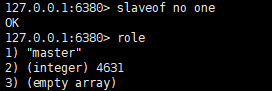 127.0.0.1:6380> slaveof no one
OK
127.0.0.1:6380> role
1) "master"
2) (integer) 4631
3) (empty array)